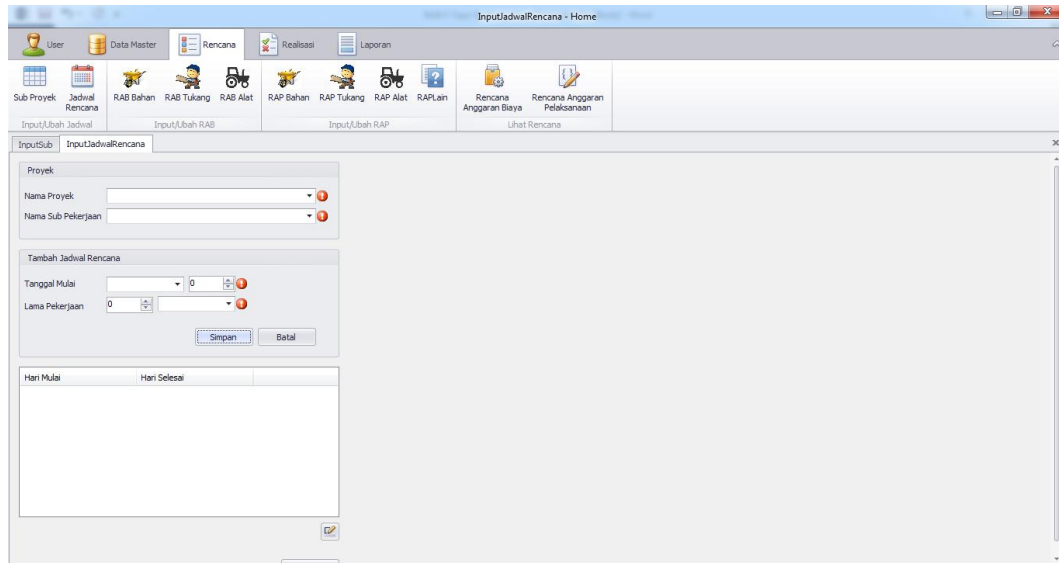 InputJadwalRencana - Home
User Data Master Rencana Realisasi Laporan
Sub Proyek Jadwal Rencana RAB Bahan RAB Tukang RAB Alat RAP Bahan RAP Tukang RAP Alat RAPLain Rencana Anggaran Biaya Rencana Anggaran Pelaksanaan
Input/Ubah Jadwal Input/Ubah RAB Input/Ubah RAP Lihat Rencana
InputSub InputJadwalRencana
Proyek
Nama Proyek
Nama Sub Pekerjaan
Tambah Jadwal Rencana
Tanggal Mulai 0
Lama Pekerjaan 0
Simpan Batal
Hari Mulai Hari Selesai